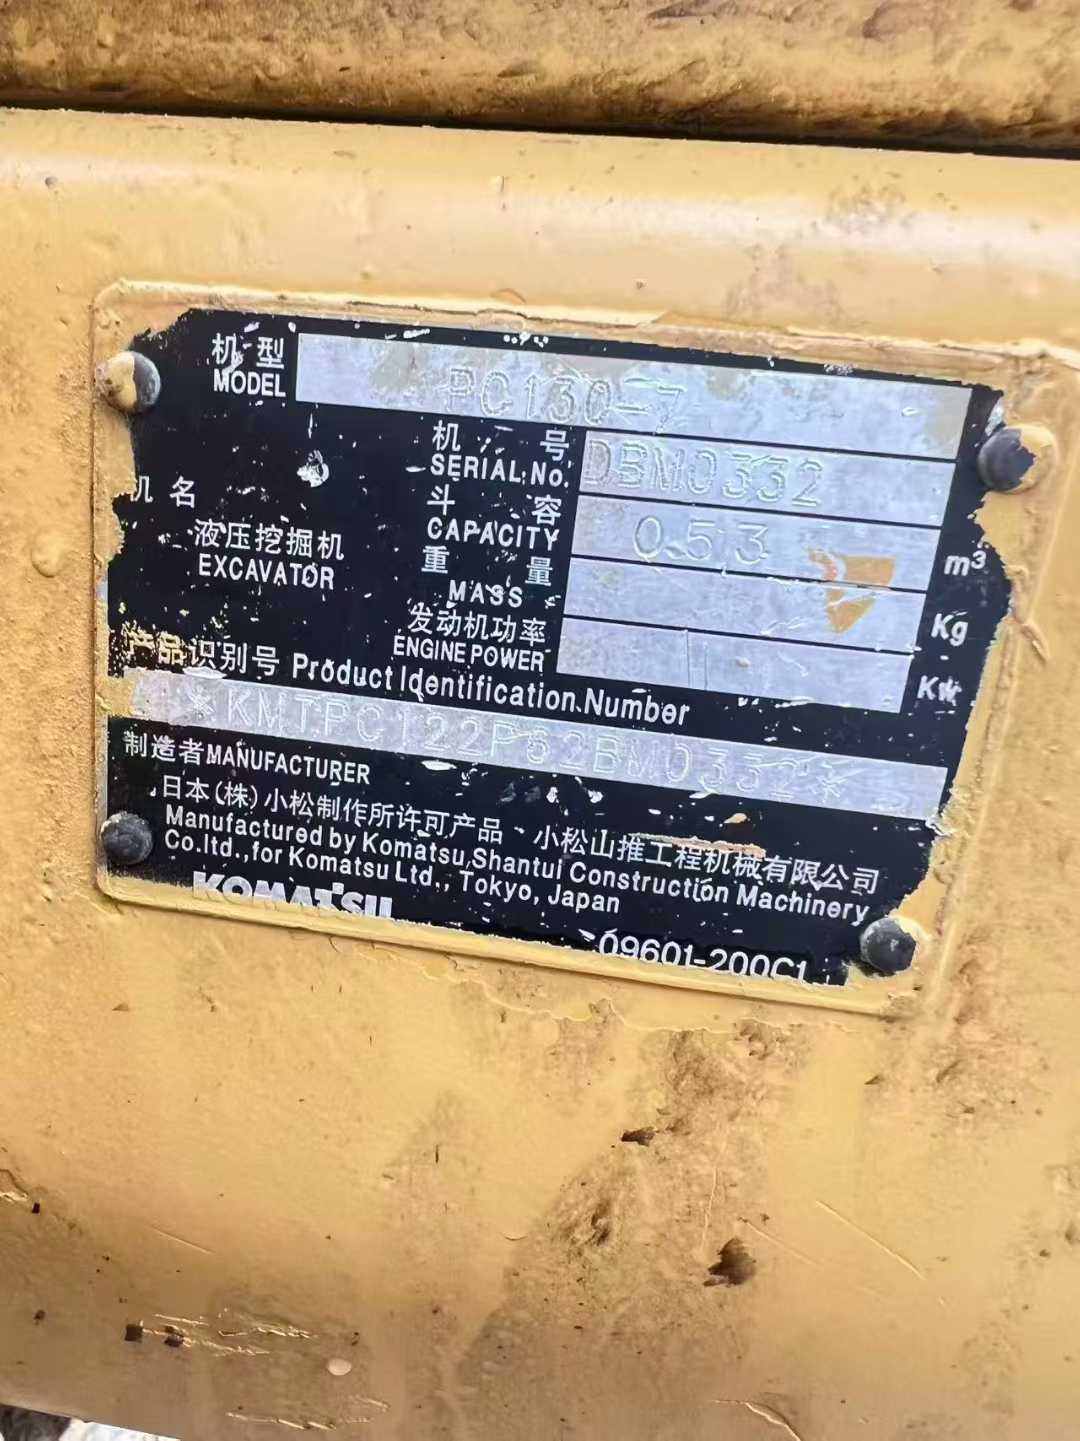 机型
MODEL PC130-7
机号
SERIAL No. DBM0332
斗容
CAPACITY 0.53 m³
机名
液压挖掘机
EXCAVATOR
重量
MASS Kg
发动机功率
ENGINE POWER KW
产品识别号 Product Identification Number
*KMTPC122P62BM0332*
制造者MANUFACTURER
日本(株)小松制作所许可产品、小松山推工程机械有限公司
Manufactured by Komatsu Shantui Construction Machinery
Co.ltd., for Komatsu Ltd., Tokyo, Japan
KOMATSU
09601-200C1